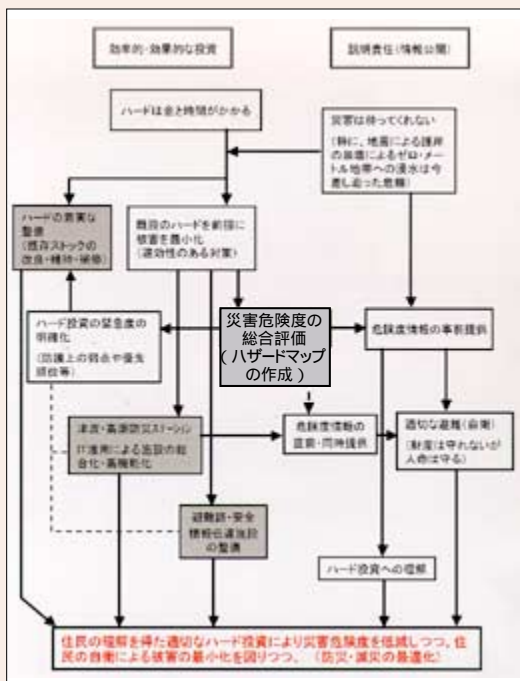 効率的・効果的な投資
説明責任(情報公開)
ハードは金と時間がかかる
災害は待ってくれない
(特に、地震による護岸
の崩壊によるゼロ・メー
トル地帯への浸水は今
差し迫った危機)
ハードの着実な
整備
(既存ストックの
改良・維持・補修)
既設のハードを前提に
被害を最小化
(速効性のある対策)
ハード投資の緊急度の
明確化
(防護上の弱点や優先
順位等)
災害危険度の
総合評価
(ハザードマップ
の作成)
危険度情報の事前提供
津波・高潮防災ステーション
IT活用による施設の総
合化・高機能化
危険度情報の
直前・同時提供
適切な避難(自衛)
(財産は守れないが
人命は守る)
避難路・安全
情報伝達施設
の整備
ハード投資への理解
住民の理解を得た適切なハード投資により災害危険度を低減しつつ、住
民の自衛による被害の最小化を図りつつ、(防災・減災の最適化)